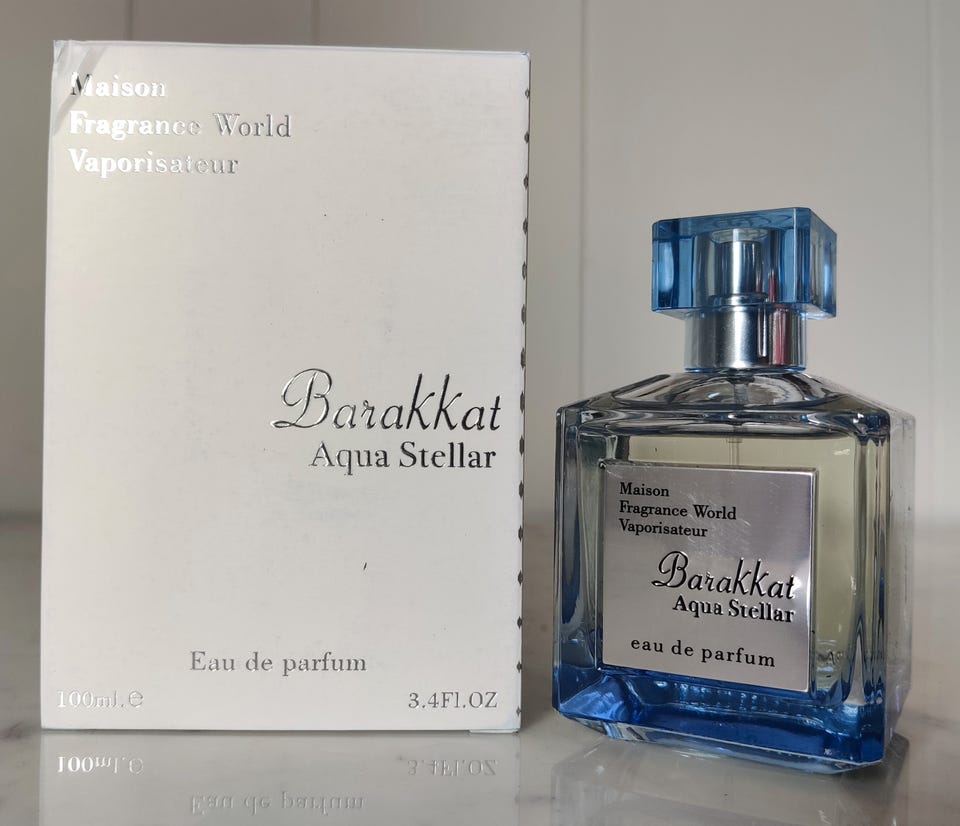 Maison
Fragrance World
Vaporisateur
Barakkat
Aqua Stellar
Eau de parfum
100ml.e
3.4Fl.OZ
Maison
Fragrance World
Vaporisateur
Barakkat
Aqua Stellar
eau de parfum